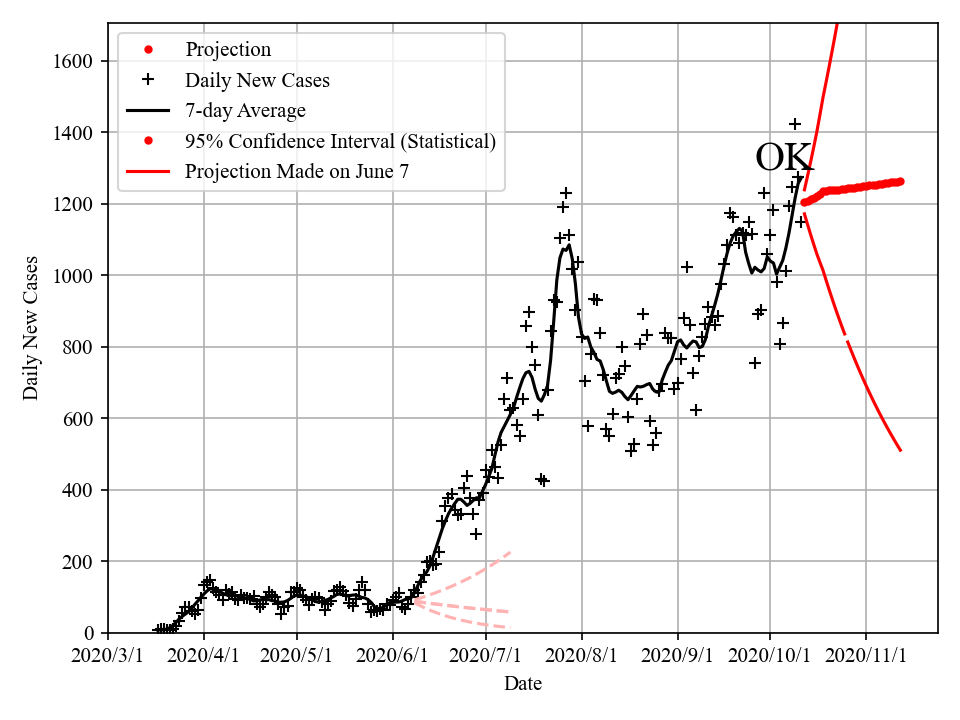 Projection
Daily New Cases
7-day Average
95% Confidence Interval (Statistical)
Projection Made on June 7
OK
1600
1400
1200
1000
800
600
400
200
0
Daily New Cases
2020/3/1 2020/4/1 2020/5/1 2020/6/1 2020/7/1 2020/8/1 2020/9/1 2020/10/1 2020/11/1
Date